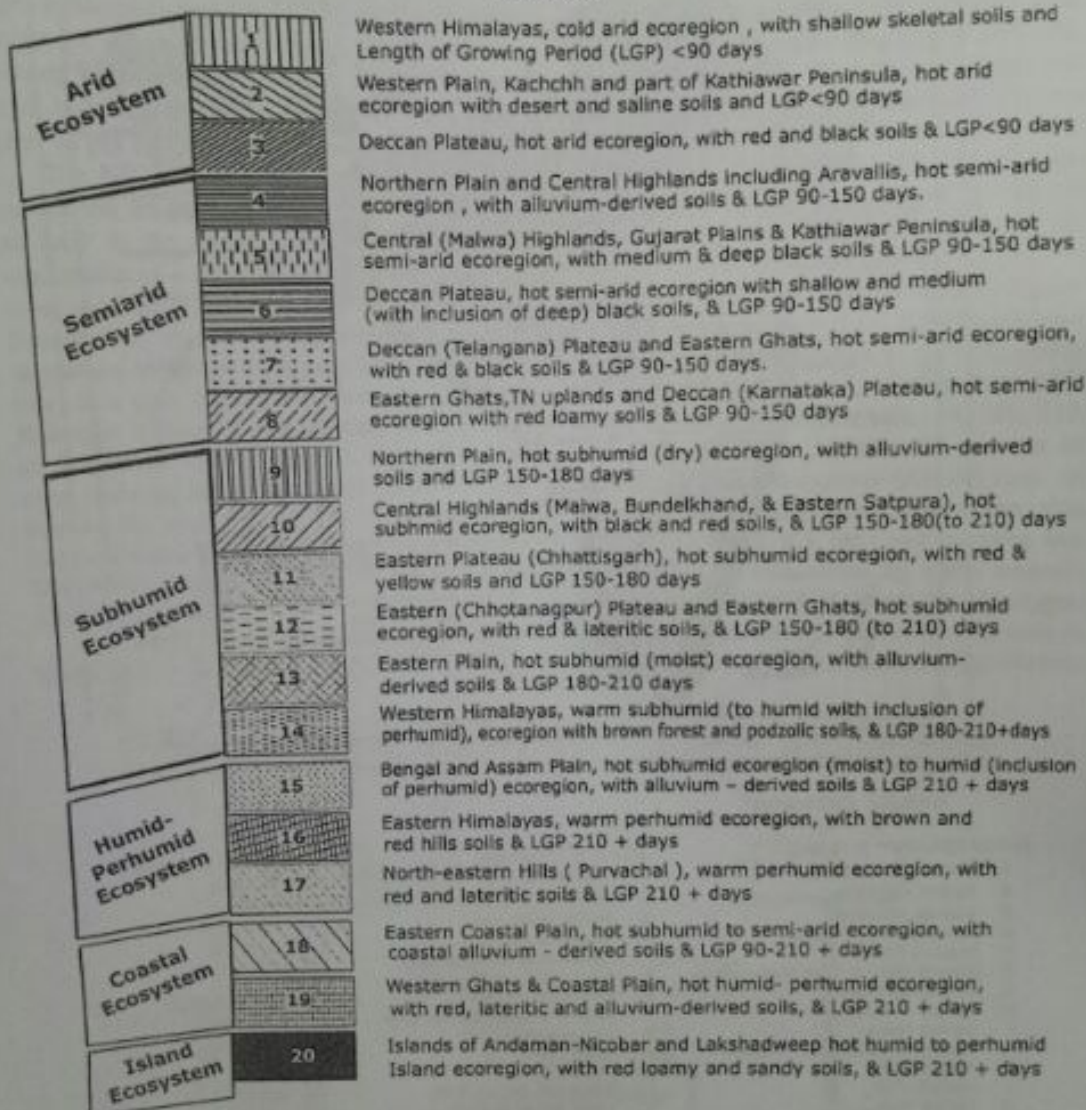 Arid
Ecosystem
1
Western Himalayas, cold arid ecoregion , with shallow skeletal soils and
Length of Growing Period (LGP) <90 days
2
Western Plain, Kachchh and part of Kathiawar Peninsula, hot arid
ecoregion with desert and saline soils and LGP<90 days
3
Deccan Plateau, hot arid ecoregion, with red and black soils & LGP<90 days
Semiarid
Ecosystem
4
Northern Plain and Central Highlands including Aravallis, hot semi-arid
ecoregion , with alluvium-derived soils & LGP 90-150 days.
5
Central (Malwa) Highlands, Gujarat Plains & Kathiawar Peninsula, hot
semi-arid ecoregion, with medium & deep black soils & LGP 90-150 days
6
Deccan Plateau, hot semi-arid ecoregion with shallow and medium
(with inclusion of deep) black soils, & LGP 90-150 days
7
Deccan (Telangana) Plateau and Eastern Ghats, hot semi-arid ecoregion,
with red & black soils & LGP 90-150 days.
8
Eastern Ghats,TN uplands and Deccan (Karnataka) Plateau, hot semi-arid
ecoregion with red loamy soils & LGP 90-150 days
Subhumid
Ecosystem
9
Northern Plain, hot subhumid (dry) ecoregion, with alluvium-derived
soils and LGP 150-180 days
10
Central Highlands (Malwa, Bundelkhand, & Eastern Satpura), hot
subhmid ecoregion, with black and red soils, & LGP 150-180(to 210) days
11
Eastern Plateau (Chhattisgarh), hot subhumid ecoregion, with red &
yellow soils and LGP 150-180 days
12
Eastern (Chhotanagpur) Plateau and Eastern Ghats, hot subhumid
ecoregion, with red & lateritic soils, & LGP 150-180 (to 210) days
13
Eastern Plain, hot subhumid (moist) ecoregion, with alluvium-
derived soils & LGP 180-210 days
14
Western Himalayas, warm subhumid (to humid with inclusion of
perhumid), ecoregion with brown forest and podzolic soils, & LGP 180-210+days
Humid-
Perhumid
Ecosystem
15
Bengal and Assam Plain, hot subhumid ecoregion (moist) to humid (inclusion
of perhumid) ecoregion, with alluvium – derived soils & LGP 210 + days
16
Eastern Himalayas, warm perhumid ecoregion, with brown and
red hills soils & LGP 210 + days
17
North-eastern Hills ( Purvachal ), warm perhumid ecoregion, with
red and lateritic soils & LGP 210 + days
Coastal
Ecosystem
18
Eastern Coastal Plain, hot subhumid to semi-arid ecoregion, with
coastal alluvium - derived soils & LGP 90-210 + days
19
Western Ghats & Coastal Plain, hot humid- perhumid ecoregion,
with red, lateritic and alluvium-derived soils, & LGP 210 + days
Island
Ecosystem
20
Islands of Andaman-Nicobar and Lakshadweep hot humid to perhumid
Island ecoregion, with red loamy and sandy soils, & LGP 210 + days